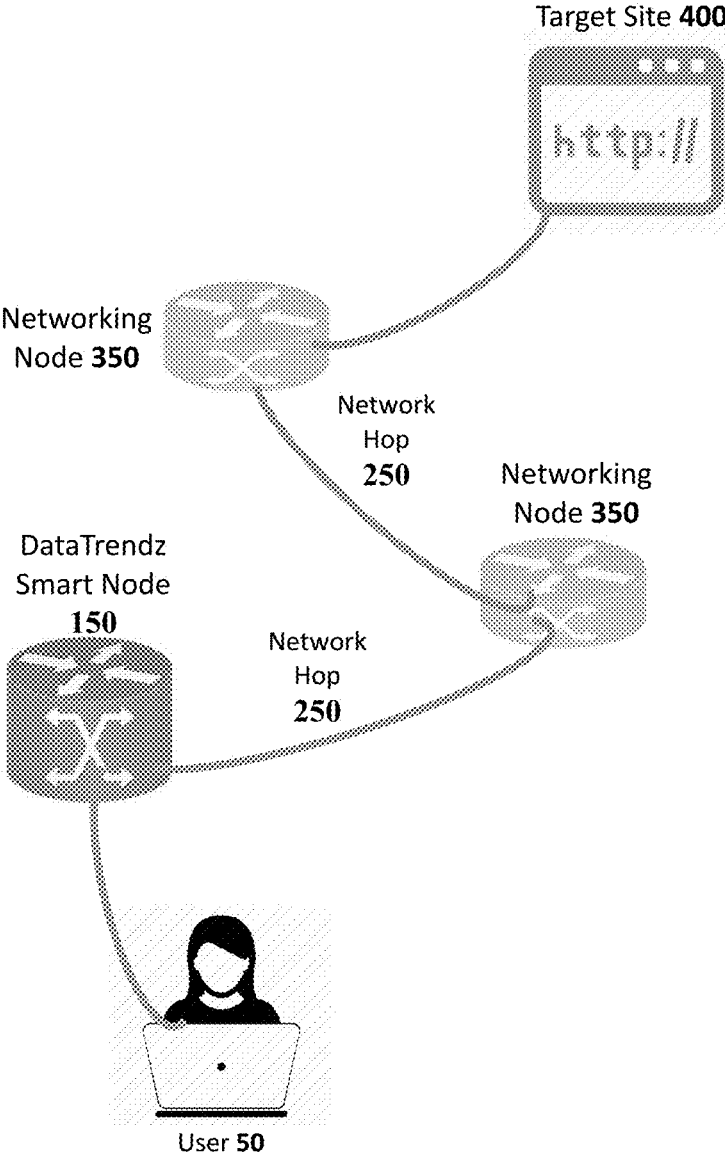 Target Site 400
http://
Networking
Node 350
Network
Hop
250
Networking
Node 350
DataTrendz
Smart Node
150
Network
Hop
250
User 50